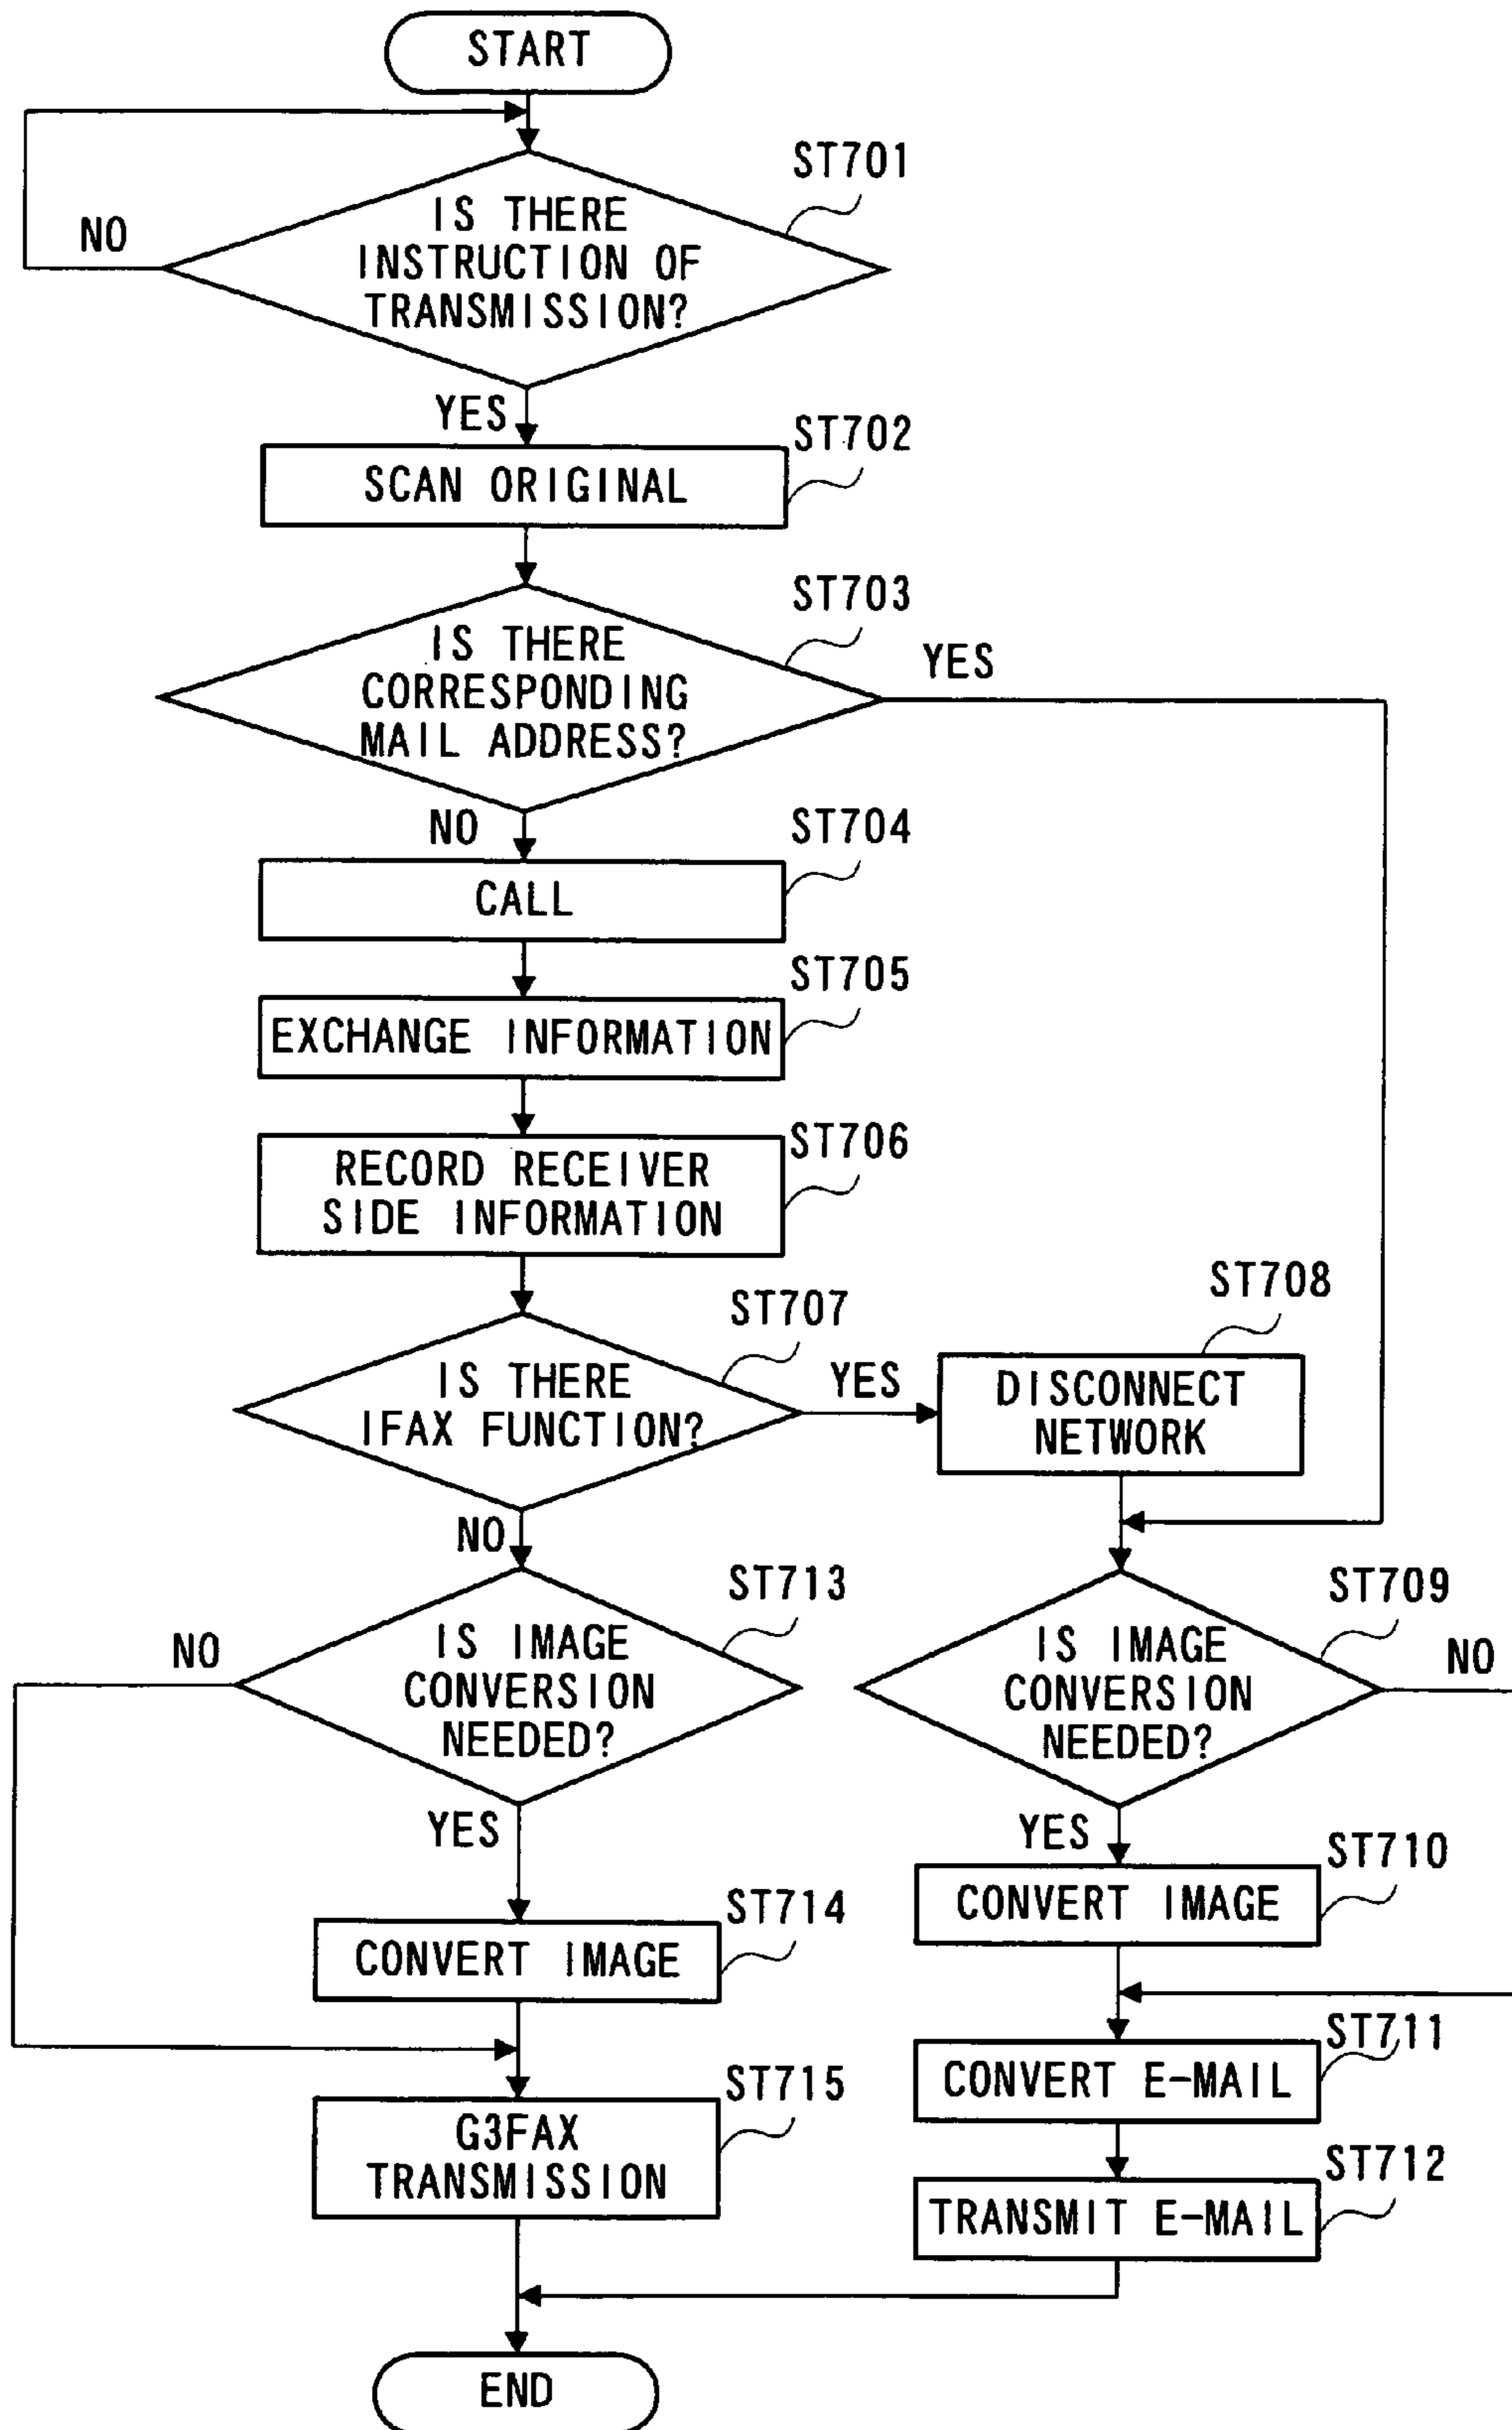 START
ST701
IS THERE
INSTRUCTION OF
TRANSMISSION?
NO
YES
ST702
SCAN ORIGINAL
ST703
IS THERE
CORRESPONDING
MAIL ADDRESS?
YES
NO
ST704
CALL
ST705
EXCHANGE INFORMATION
ST706
RECORD RECEIVER
SIDE INFORMATION
ST707
IS THERE
IFAX FUNCTION?
YES
ST708
DISCONNECT
NETWORK
NO
ST713
IS IMAGE
CONVERSION
NEEDED?
NO
YES
ST709
IS IMAGE
CONVERSION
NEEDED?
NO
YES
ST710
CONVERT IMAGE
ST714
CONVERT IMAGE
ST711
CONVERT E-MAIL
ST715
G3FAX
TRANSMISSION
ST712
TRANSMIT E-MAIL
END